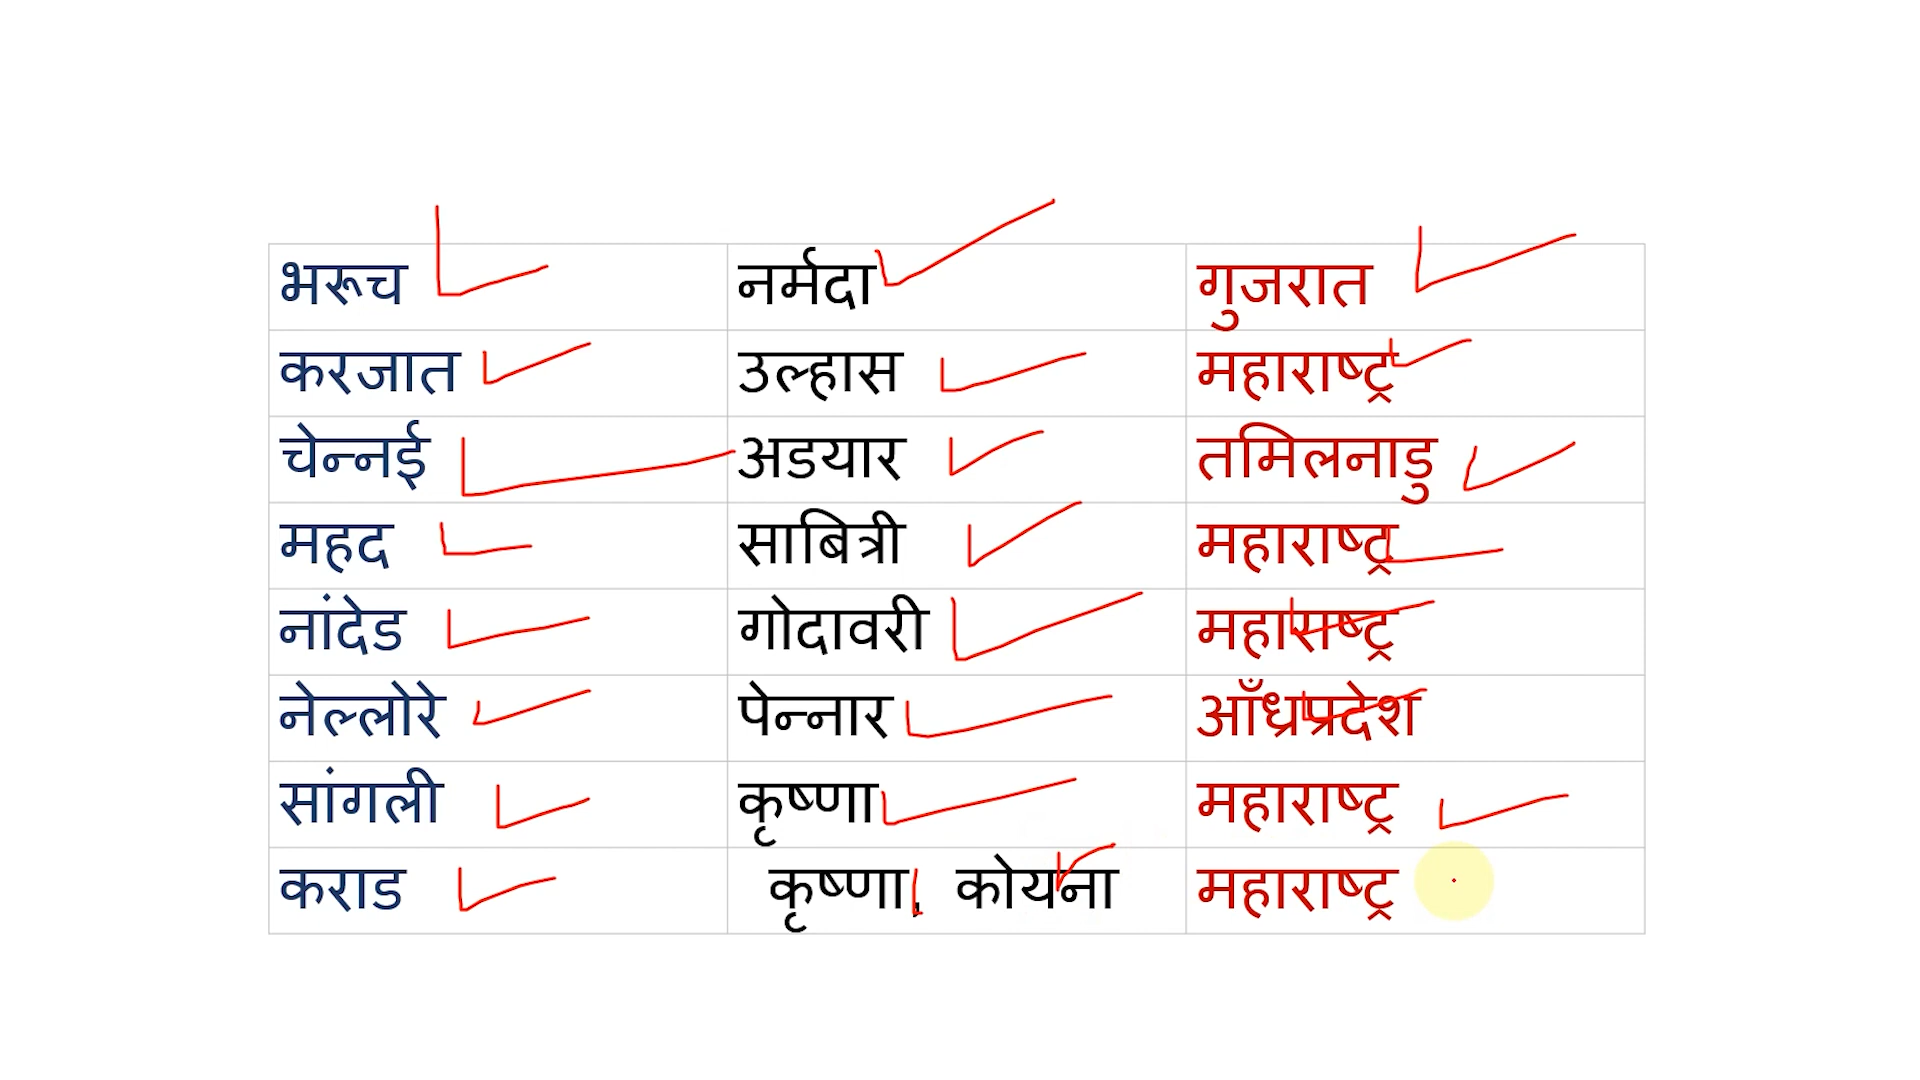 भरूच नर्मदा गुजरात
करजात उल्हास महाराष्ट्र
चेन्नई अडयार तमिलनाडु
महद साबित्री महाराष्ट्र
नांदेड गोदावरी महाराष्ट्र
नेल्लोरे पेन्नार आँध्रप्रदेश
सांगली कृष्णा महाराष्ट्र
कराड कृष्णा, कोयना महाराष्ट्र